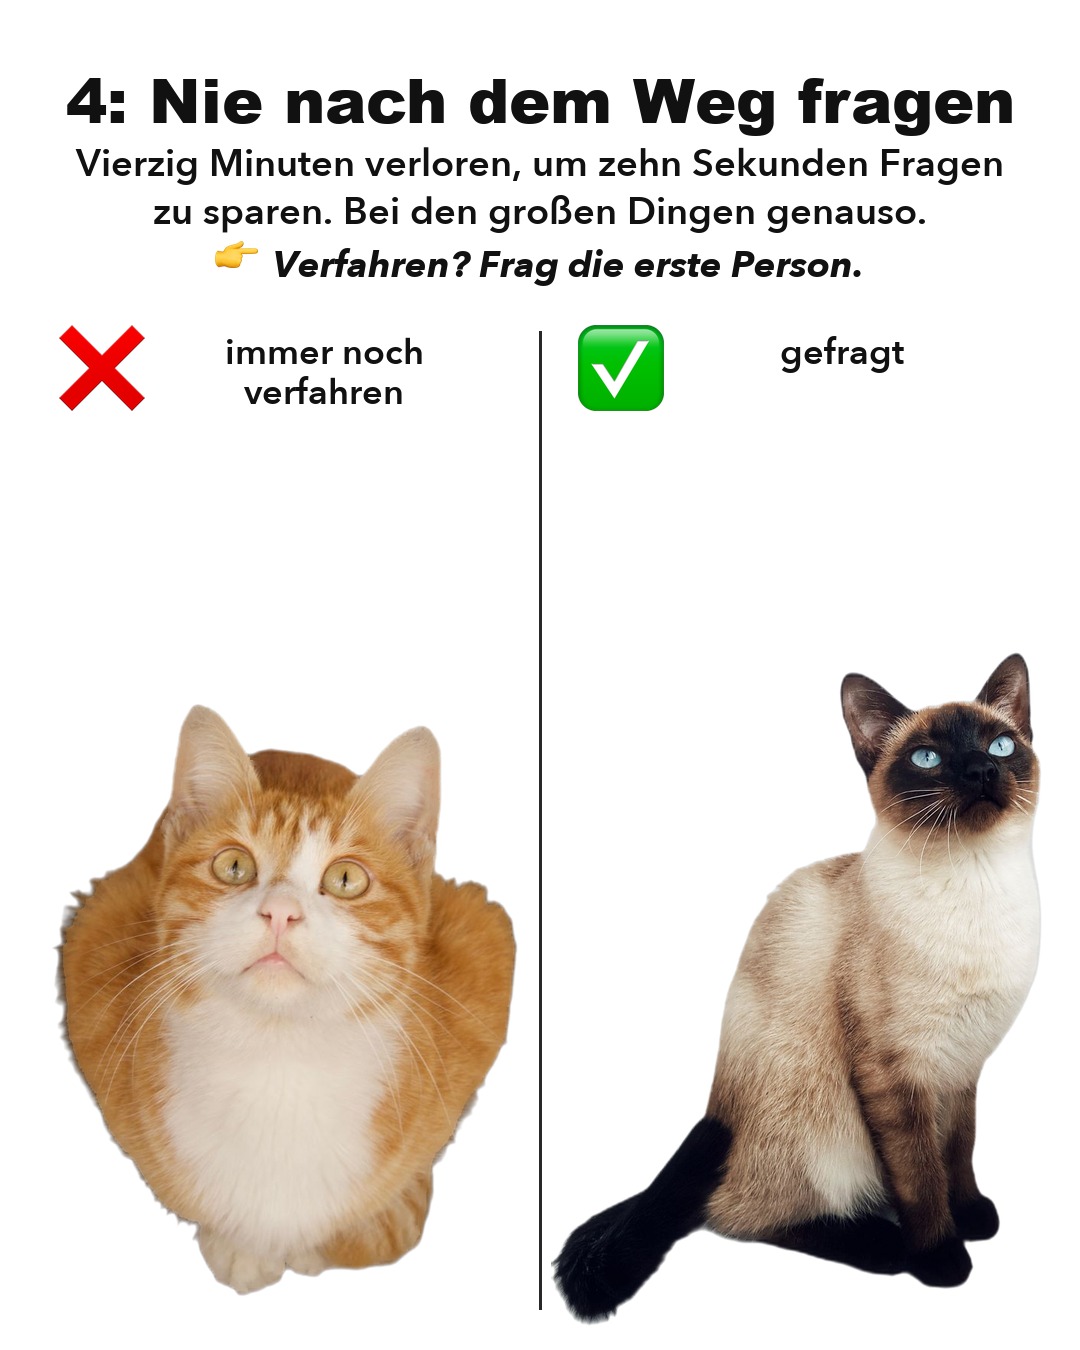 4: Nie nach dem Weg fragen
Vierzig Minuten verloren, um zehn Sekunden Fragen
zu sparen. Bei den großen Dingen genauso.
👉 Verfahren? Frag die erste Person.
❌ immer noch
verfahren
✅ gefragt